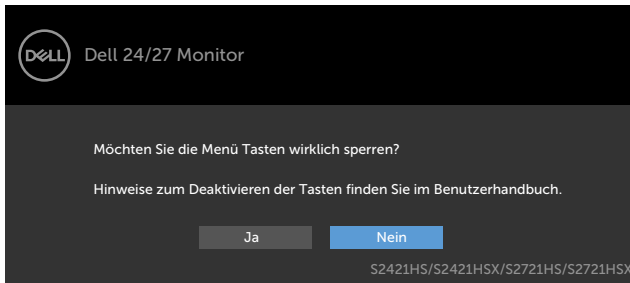 DELL
Dell 24/27 Monitor
Möchten Sie die Menü Tasten wirklich sperren?
Hinweise zum Deaktivieren der Tasten finden Sie im Benutzerhandbuch.
Ja
Nein
S2421HS/S2421HSX/S2721HS/S2721HSX